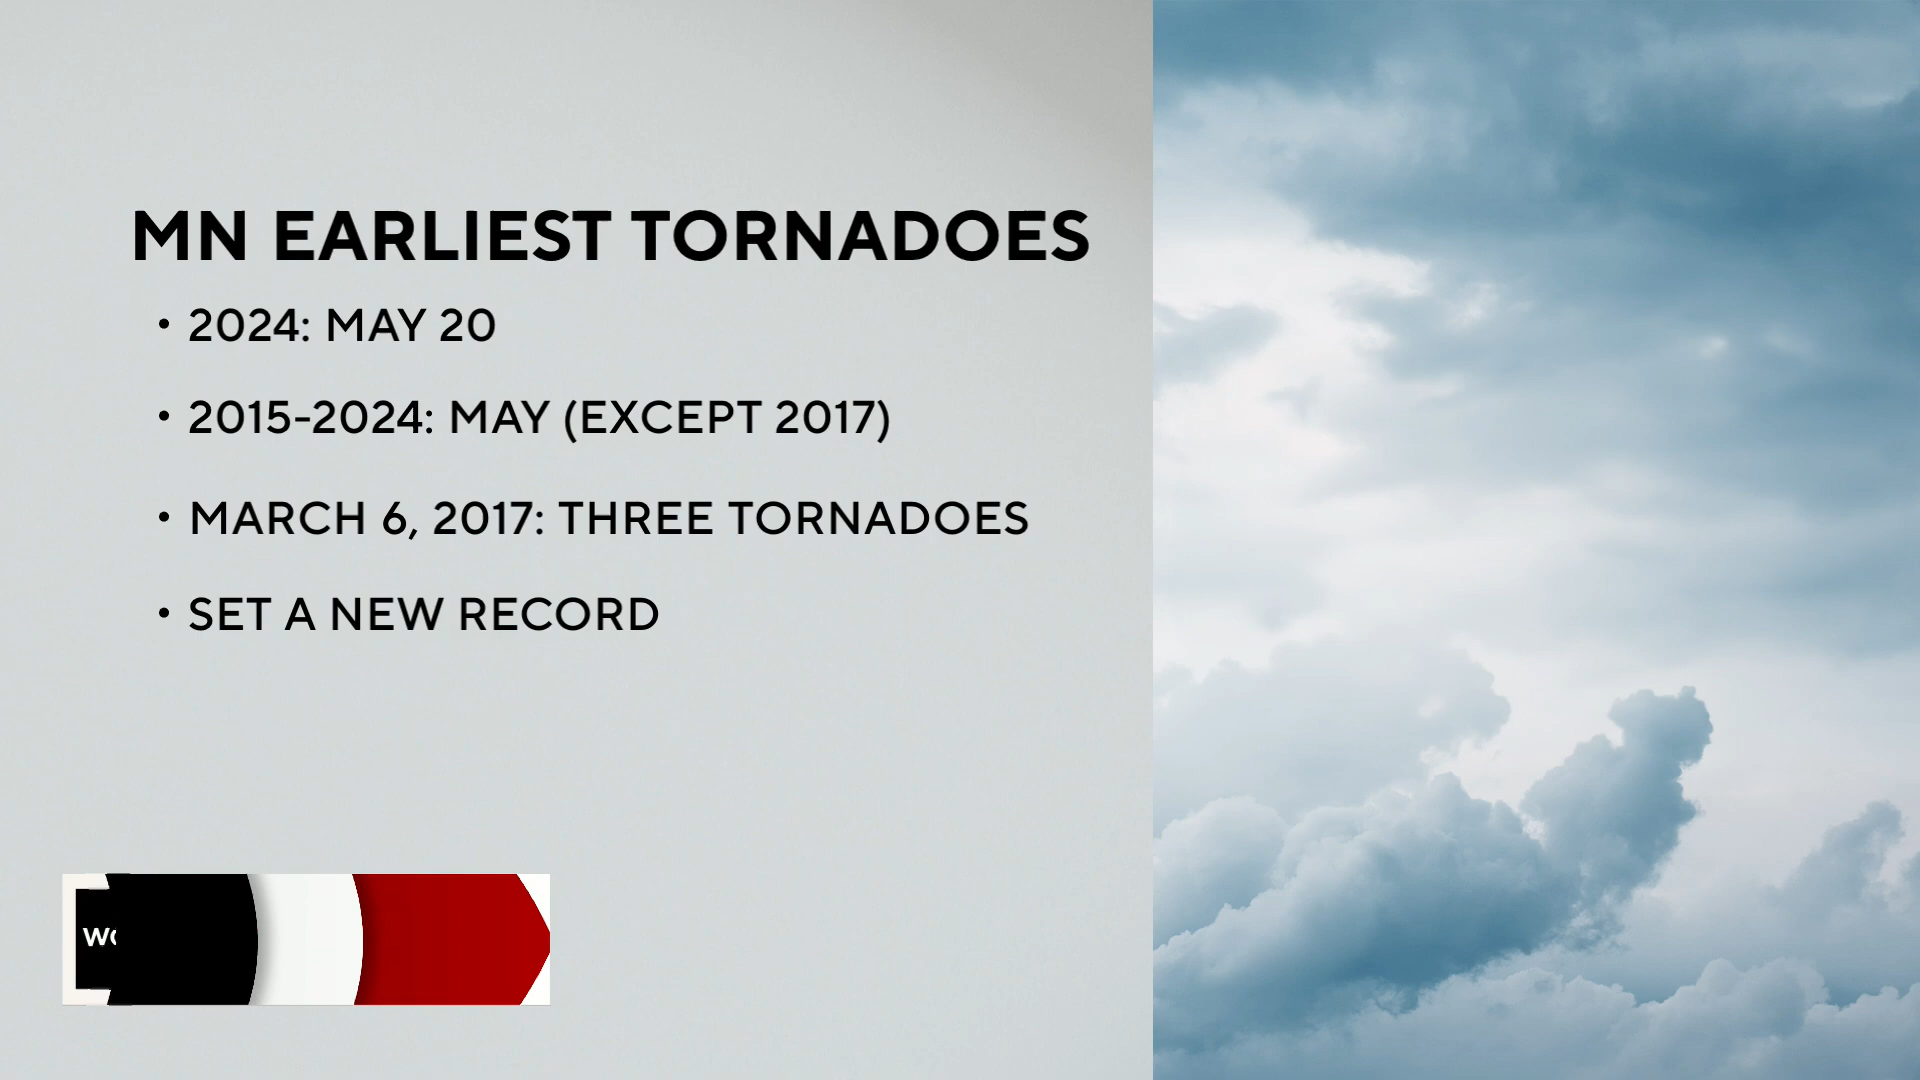 MN EARLIEST TORNADOES
• 2024: MAY 20
• 2015-2024: MAY (EXCEPT 2017)
• MARCH 6, 2017: THREE TORNADOES
• SET A NEW RECORD